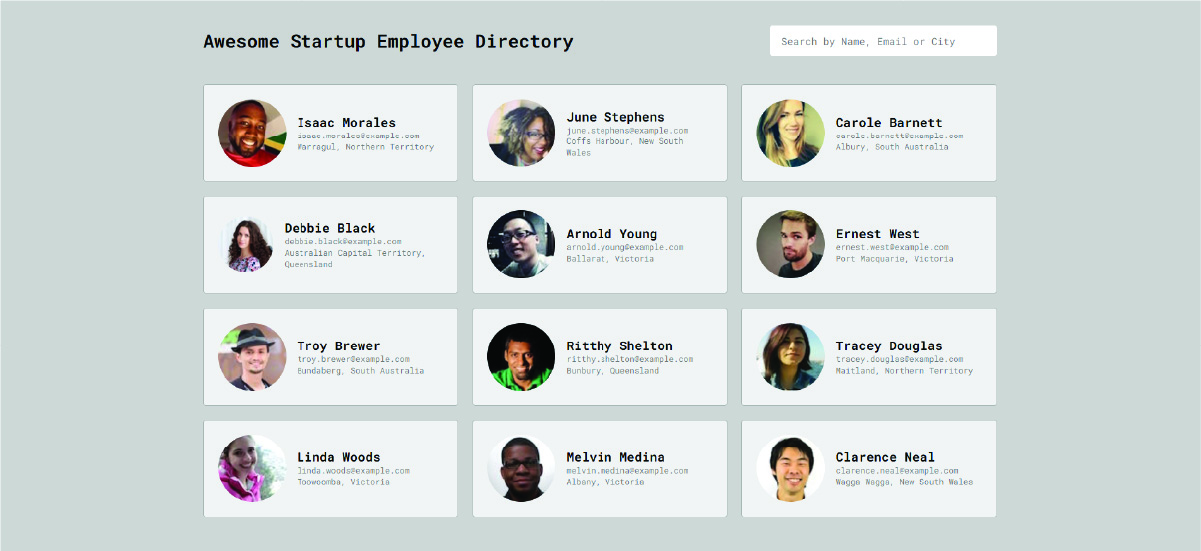 Awesome Startup Employee Directory
Search by Name, Email or City
Isaac Morales
isaac.morales@example.com
Warragul, Northern Territory
June Stephens
june.stephens@example.com
Coffs Harbour, New South
Wales
Carole Barnett
carole.barnett@example.com
Albury, South Australia
Debbie Black
debbie.black@example.com
Australian Capital Territory,
Queensland
Arnold Young
arnold.young@example.com
Ballarat, Victoria
Ernest West
ernest.west@example.com
Port Macquarie, Victoria
Troy Brewer
troy.brewer@example.com
Bundaberg, South Australia
Ritthy Shelton
ritthy.shelton@example.com
Bunbury, Queensland
Tracey Douglas
tracey.douglas@example.com
Maitland, Northern Territory
Linda Woods
linda.woods@example.com
Toowoomba, Victoria
Melvin Medina
melvin.medina@example.com
Albany, Victoria
Clarence Neal
clarence.neal@example.com
Wagga Wagga, New South Wales